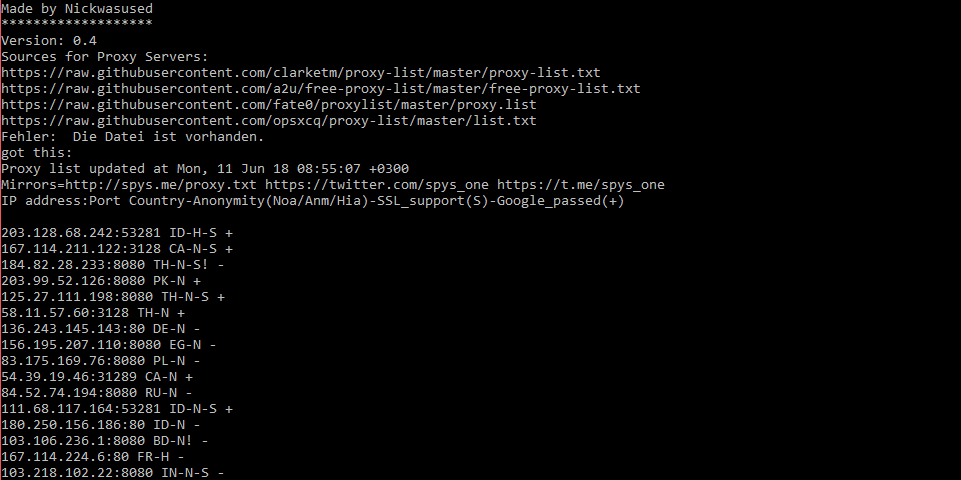 Made by Nickwasused
*******************
Version: 0.4
Sources for Proxy Servers:
https://raw.githubusercontent.com/clarketm/proxy-list/master/proxy-list.txt
https://raw.githubusercontent.com/a2u/free-proxy-list/master/free-proxy-list.txt
https://raw.githubusercontent.com/fate0/proxylist/master/proxy.list
https://raw.githubusercontent.com/opsxcq/proxy-list/master/list.txt
Fehler:  Die Datei ist vorhanden.
got this:
Proxy list updated at Mon, 11 Jun 18 08:55:07 +0300
Mirrors=http://spys.me/proxy.txt https://twitter.com/spys_one https://t.me/spys_one
IP address:Port Country-Anonymity(Noa/Anm/Hia)-SSL_support(S)-Google_passed(+)
203.128.68.242:53281 ID-H-S +
167.114.211.122:3128 CA-N-S +
184.82.28.233:8080 TH-N-S! -
203.99.52.126:8080 PK-N +
125.27.111.198:8080 TH-N-S +
58.11.57.60:3128 TH-N +
136.243.145.143:80 DE-N -
156.195.207.110:8080 EG-N -
83.175.169.76:8080 PL-N -
54.39.19.46:31289 CA-N +
84.52.74.194:8080 RU-N -
111.68.117.164:53281 ID-N-S +
180.250.156.186:80 ID-N -
103.106.236.1:8080 BD-N! -
167.114.224.6:80 FR-H -
103.218.102.22:8080 IN-N-S -